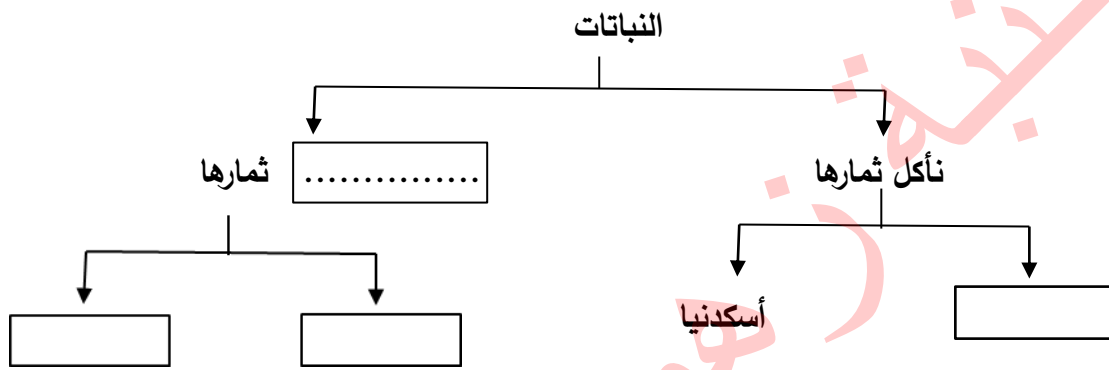 النباتات
نأكل ثمارها
............... ثمارها
أسكدنيا